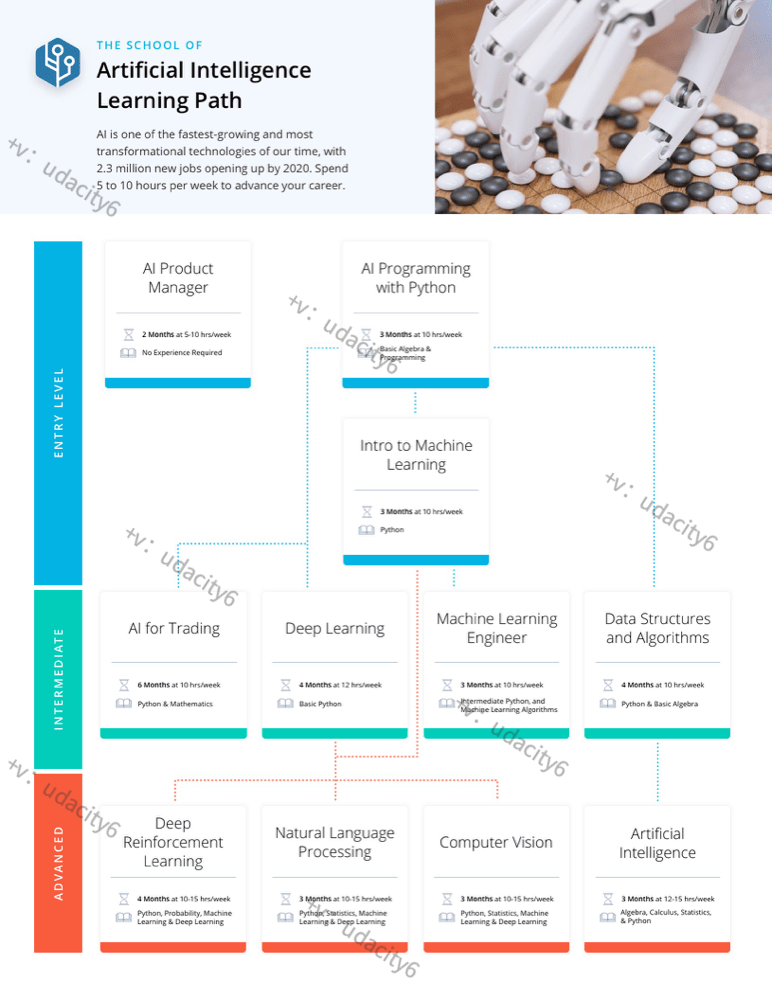 THE SCHOOL OF
Artificial Intelligence
Learning Path
AI is one of the fastest-growing and most
transformational technologies of our time, with
2.3 million new jobs opening up by 2020. Spend
5 to 10 hours per week to advance your career.
+v: udacity6
ENTRY LEVEL
AI Product
Manager
2 Months at 5-10 hrs/week
No Experience Required
AI Programming
with Python
3 Months at 10 hrs/week
Basic Algebra &
Programming
+v: udacity6
Intro to Machine
Learning
3 Months at 10 hrs/week
Python
+v: udacity6
+v: udacity6
INTERMEDIATE
AI for Trading
6 Months at 10 hrs/week
Python & Mathematics
Deep Learning
4 Months at 12 hrs/week
Basic Python
Machine Learning
Engineer
3 Months at 10 hrs/week
Intermediate Python, and
Machine Learning Algorithms
+v: udacity6
Data Structures
and Algorithms
4 Months at 10 hrs/week
Python & Basic Algebra
+v: udacity6
ADVANCED
Deep
Reinforcement
Learning
4 Months at 10-15 hrs/week
Python, Probability, Machine
Learning & Deep Learning
Natural Language
Processing
3 Months at 10-15 hrs/week
Python, Statistics, Machine
Learning & Deep Learning
+v: udacity6
Computer Vision
3 Months at 10-15 hrs/week
Python, Statistics, Machine
Learning & Deep Learning
Artificial
Intelligence
3 Months at 12-15 hrs/week
Algebra, Calculus, Statistics,
& Python